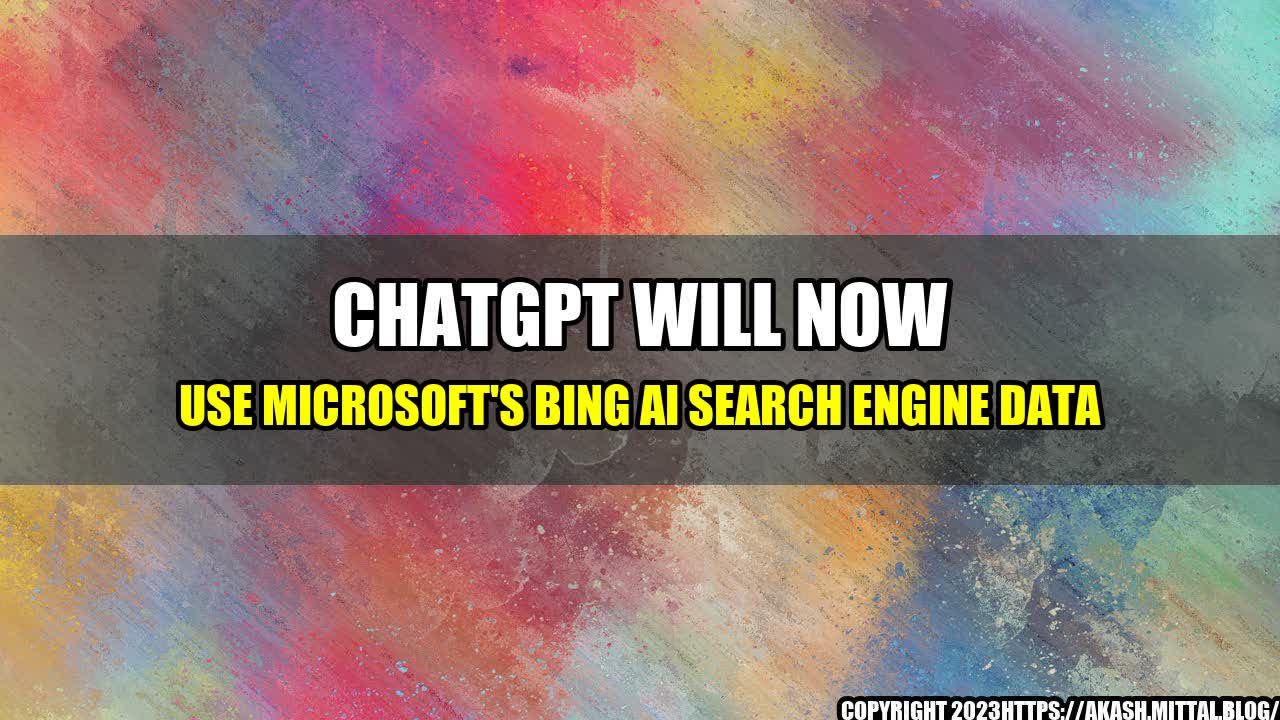 CHATGPT WILL NOW
USE MICROSOFT'S BING AI SEARCH ENGINE DATA
COPYRIGHT 2023HTTPS://AKASH.MITTAL.BLOG/